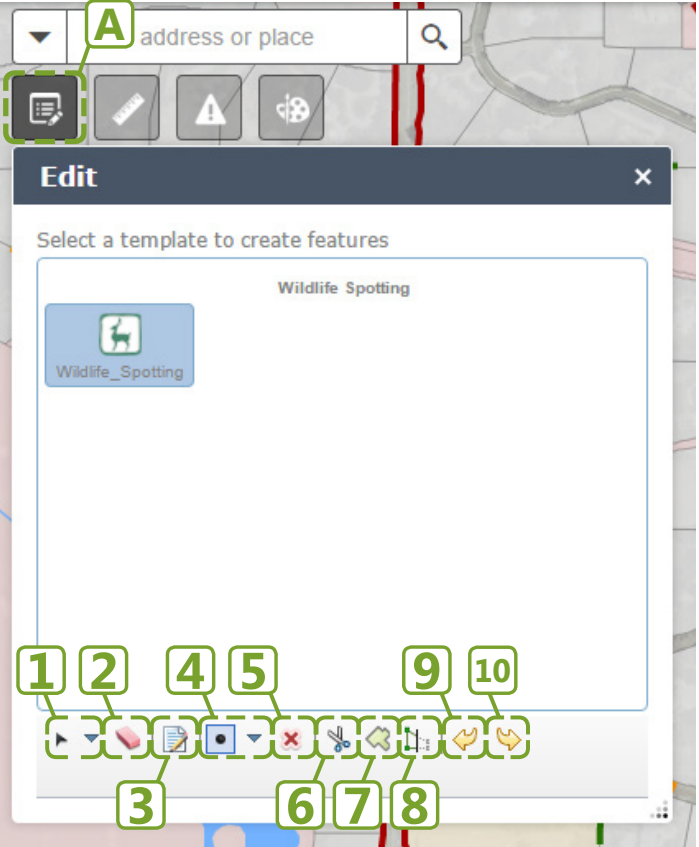 A
address or place
Edit
Select a template to create features
Wildlife Spotting
Wildlife_Spotting
1 2 4 5 9 10
3 6 7 8